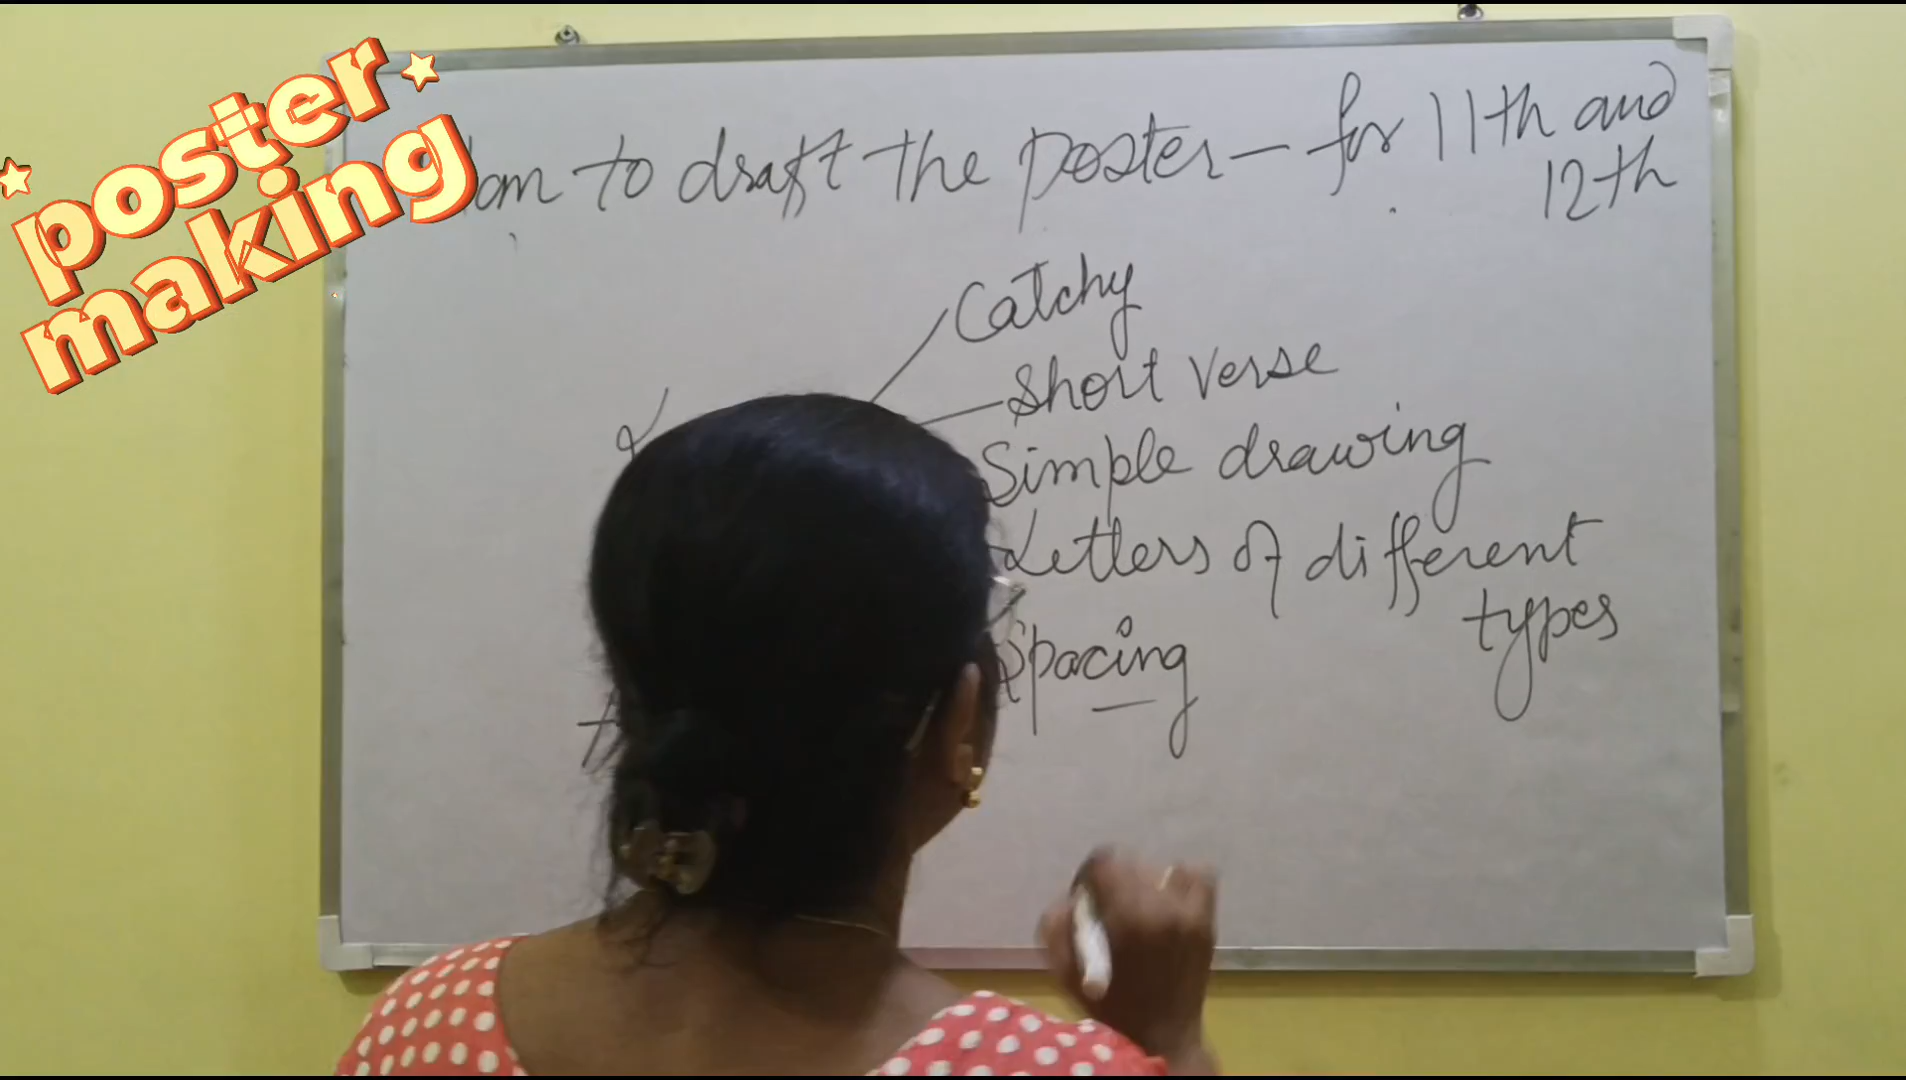 poster
making
to draft the poster – for 11th and
12th
Catchy
Short verse
Simple drawing
Letters of different
types
Spacing